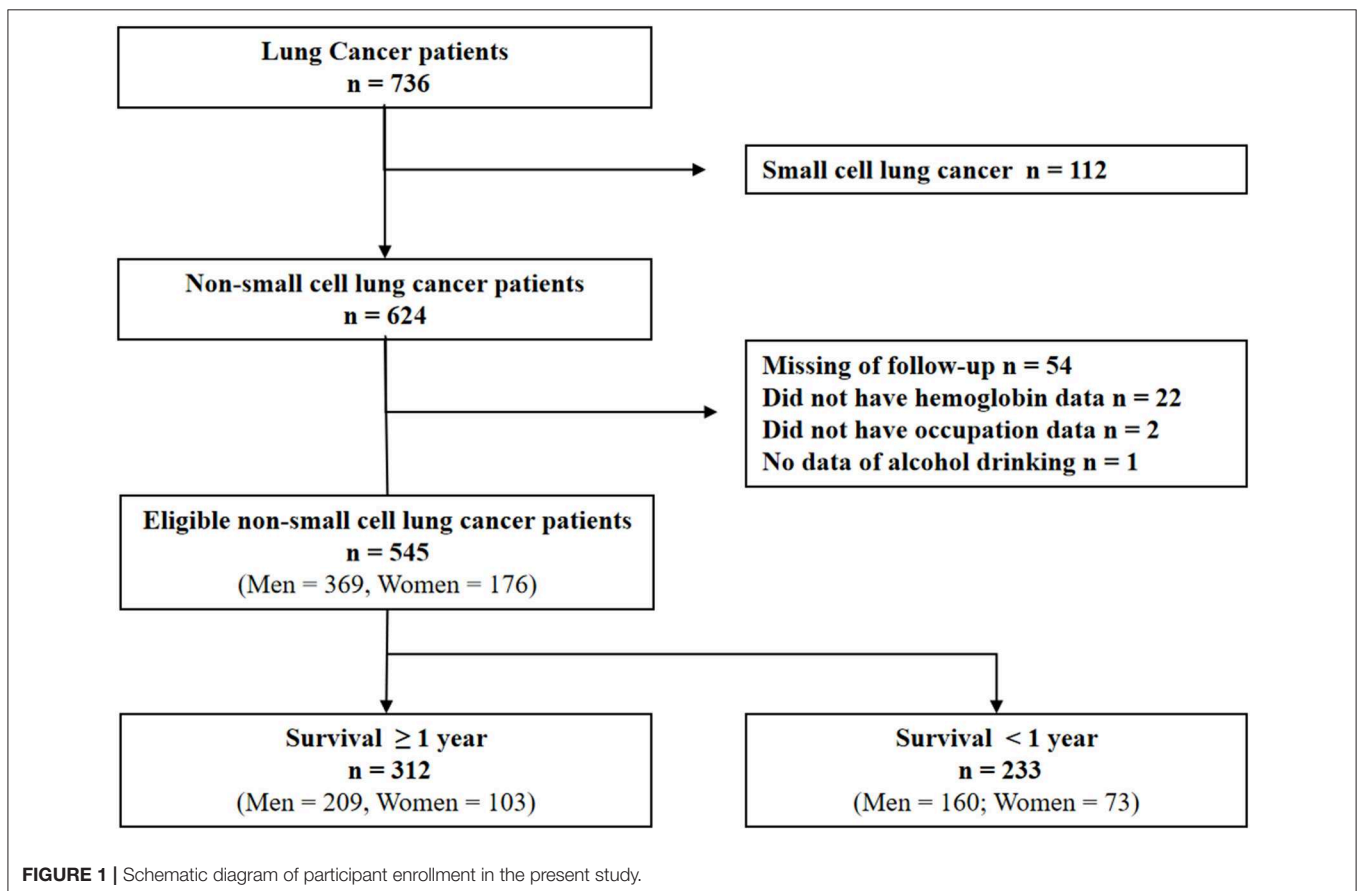 Lung Cancer patients
n = 736
Small cell lung cancer n = 112
Non-small cell lung cancer patients
n = 624
Missing of follow-up n = 54
Did not have hemoglobin data n = 22
Did not have occupation data n = 2
No data of alcohol drinking n = 1
Eligible non-small cell lung cancer patients
n = 545
(Men = 369, Women = 176)
Survival ≥ 1 year
n = 312
(Men = 209, Women = 103)
Survival < 1 year
n = 233
(Men = 160; Women = 73)
FIGURE 1 | Schematic diagram of participant enrollment in the present study.